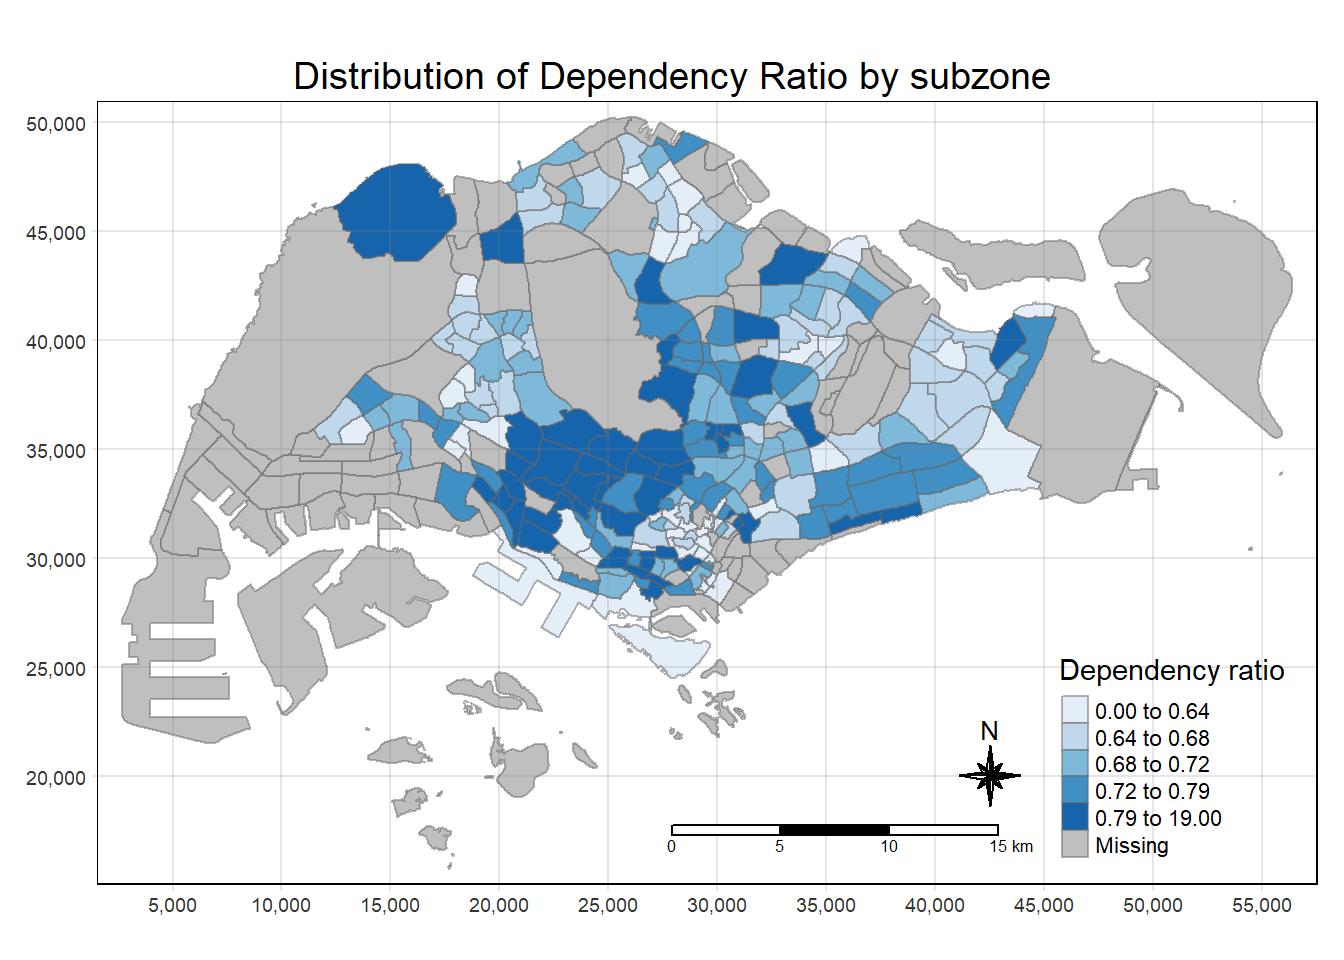 Distribution of Dependency Ratio by subzone
50,000
45,000
40,000
35,000
30,000
25,000
20,000
Dependency ratio
0.00 to 0.64
0.64 to 0.68
0.68 to 0.72
0.72 to 0.79
0.79 to 19.00
Missing
N
0 5 10 15 km
5,000 10,000 15,000 20,000 25,000 30,000 35,000 40,000 45,000 50,000 55,000